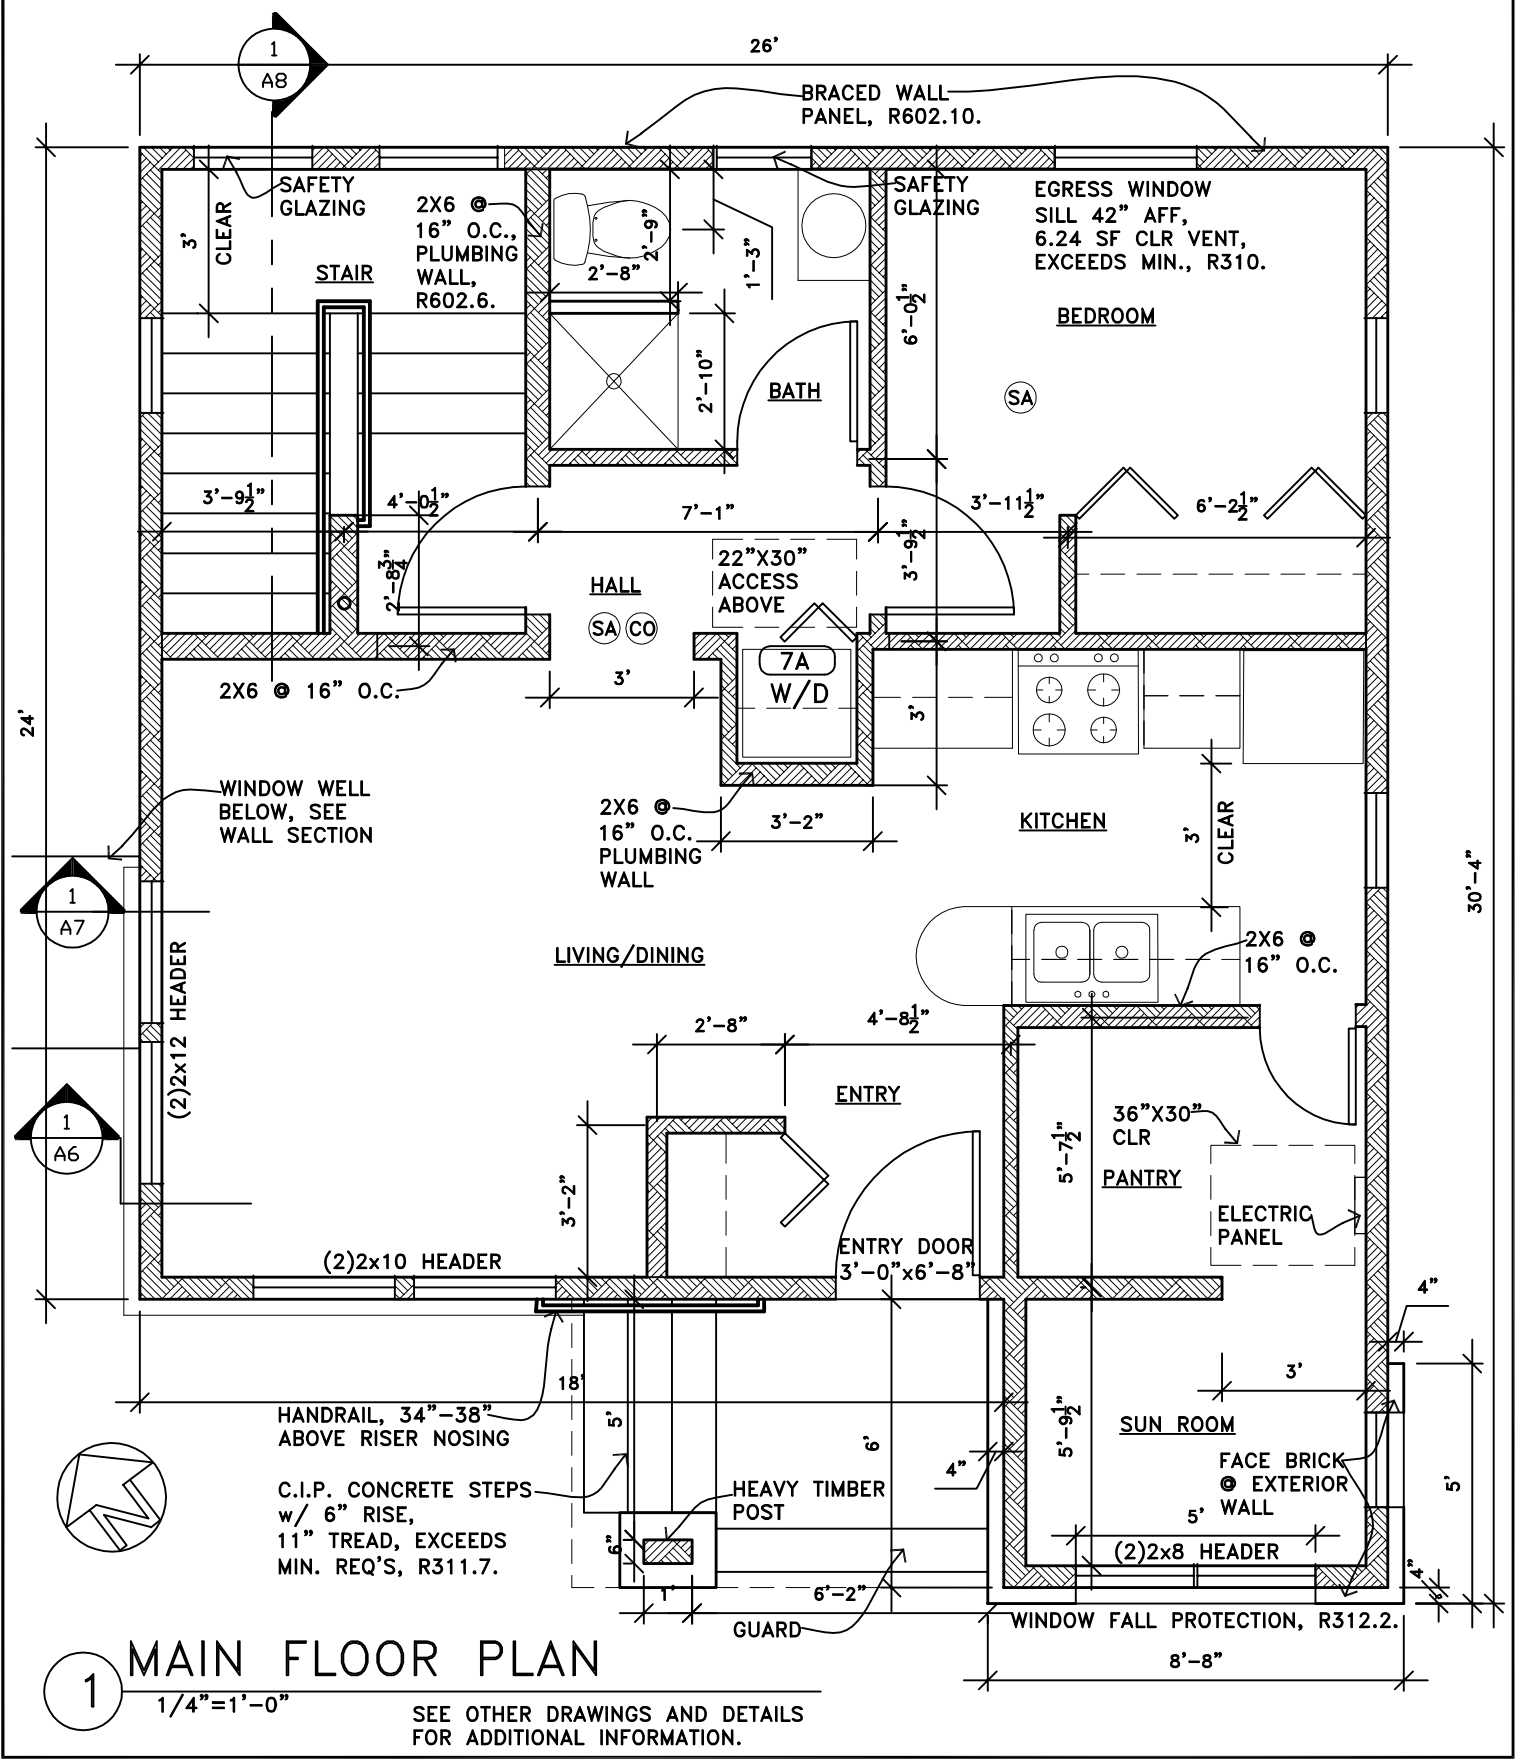 1
A8
26'
BRACED WALL
PANEL, R602.10.
SAFETY
GLAZING
3'
CLEAR
STAIR
2X6 @
16" O.C.,
PLUMBING
WALL,
R602.6.
2'-9"
2'-8"
1'-3"
SAFETY
GLAZING
EGRESS WINDOW
SILL 42" AFF,
6.24 SF CLR VENT,
EXCEEDS MIN., R310.
6'-0½"
BEDROOM
2'-10"
BATH
SA
3'-9½"
4'-0½"
7'-1"
3'-11½"
6'-2½"
2'-8¾"
HALL
22"X30"
ACCESS
ABOVE
3'-9½"
SA
CO
7A
W/D
2X6 @ 16" O.C.
3'
3'
24'
WINDOW WELL
BELOW, SEE
WALL SECTION
2X6 @
16" O.C.
PLUMBING
WALL
3'-2"
KITCHEN
3'
CLEAR
30'-4"
1
A7
(2)2x12 HEADER
LIVING/DINING
2X6 @
16" O.C.
2'-8"
4'-8½"
ENTRY
1
A6
5'-7½"
36"X30"
CLR
PANTRY
3'-2"
ELECTRIC
PANEL
(2)2x10 HEADER
ENTRY DOOR
3'-0"x6'-8"
4"
18'
3'
HANDRAIL, 34"-38"
ABOVE RISER NOSING
5'
6'
5'-9½"
SUN ROOM
4"
FACE BRICK
@ EXTERIOR
WALL
5'
C.I.P. CONCRETE STEPS
w/ 6" RISE,
11" TREAD, EXCEEDS
MIN. REQ'S, R311.7.
HEAVY TIMBER
POST
5'
6"
(2)2x8 HEADER
4"
1'
6'-2"
GUARD
WINDOW FALL PROTECTION, R312.2.
8'-8"
1
MAIN FLOOR PLAN
1/4"=1'-0"
SEE OTHER DRAWINGS AND DETAILS
FOR ADDITIONAL INFORMATION.